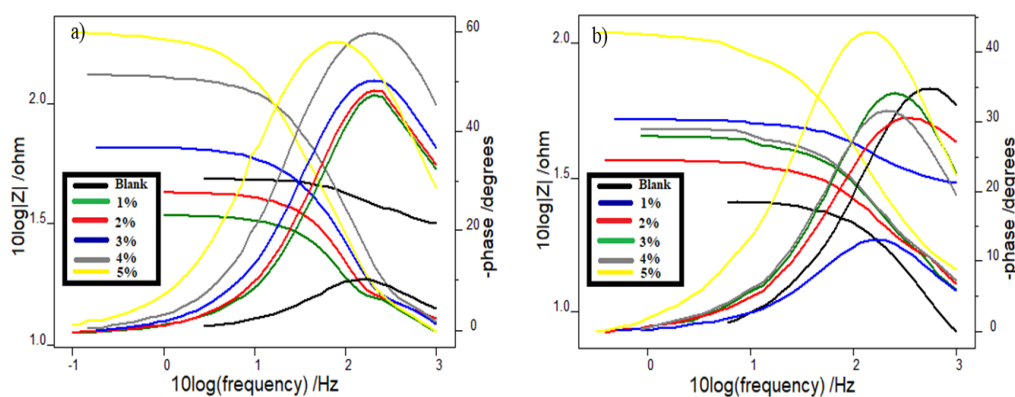 a)
60
40
20
0
2.0
1.5
1.0
10log|Z| /ohm
-phase /degrees
Blank
1%
2%
3%
4%
5%
-1 0 1 2 3
10log(frequency) /Hz
b)
40
30
20
10
0
2.0
1.5
1.0
10log|Z| /ohm
-phase /degrees
Blank
1%
2%
3%
4%
5%
0 1 2 3
10log(frequency) /Hz